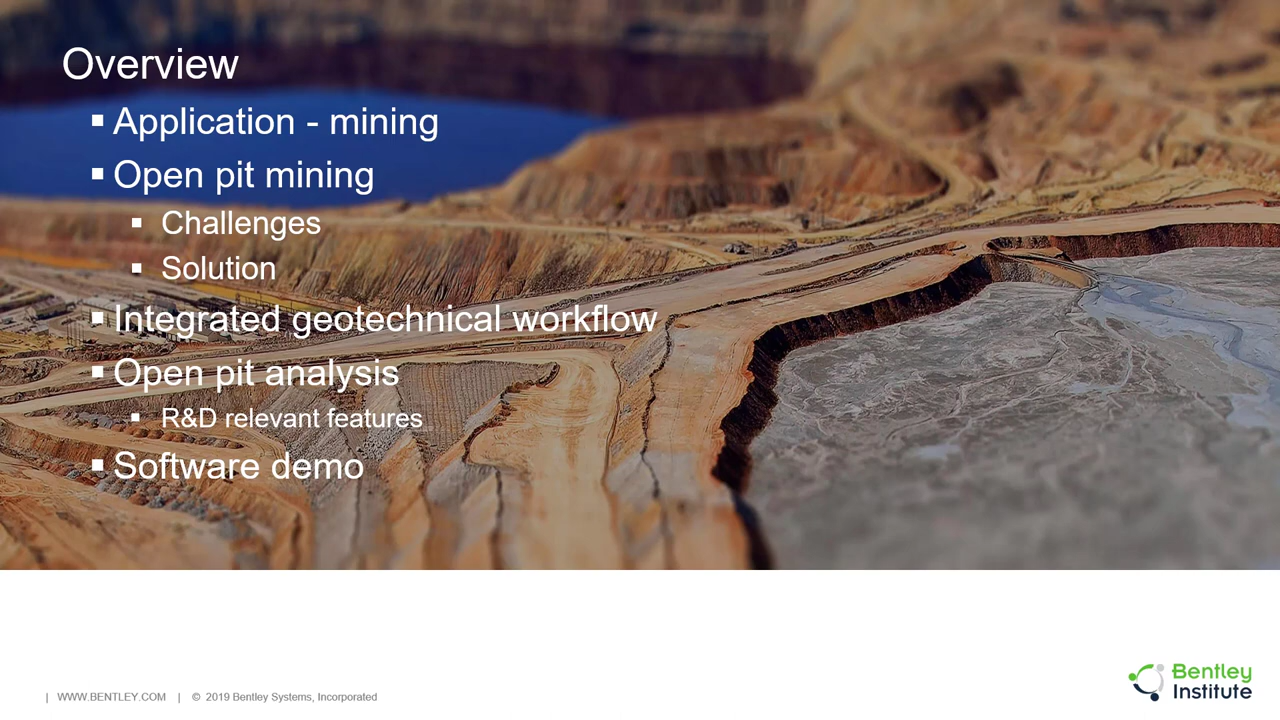 Overview
▪ Application - mining
▪ Open pit mining
▪ Challenges
▪ Solution
▪ Integrated geotechnical workflow
▪ Open pit analysis
▪ R&D relevant features
▪ Software demo
| WWW.BENTLEY.COM | © 2019 Bentley Systems, Incorporated
Bentley
Institute